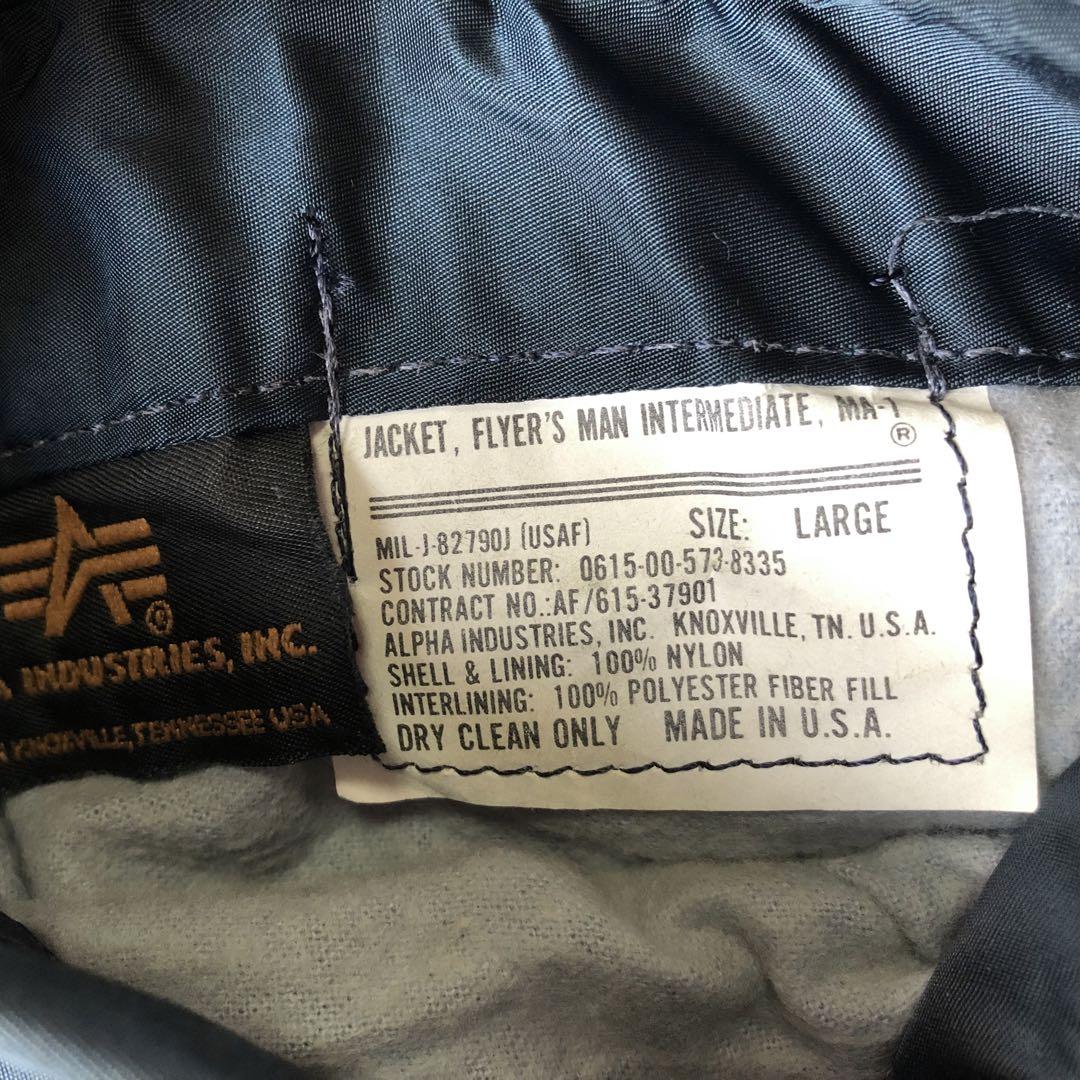 JACKET, FLYER'S MAN INTERMEDIATE, MA-1
®
MIL-J-82790J (USAF) SIZE: LARGE
STOCK NUMBER: 0615-00-573-8335
CONTRACT NO.:AF/615-37901
ALPHA INDUSTRIES, INC. KNOXVILLE, TN. U.S.A.
SHELL & LINING: 100% NYLON
INTERLINING: 100% POLYESTER FIBER FILL
DRY CLEAN ONLY MADE IN U.S.A.
®
INDUSTRIES, INC.
KNOXVILLE, TENNESSEE USA